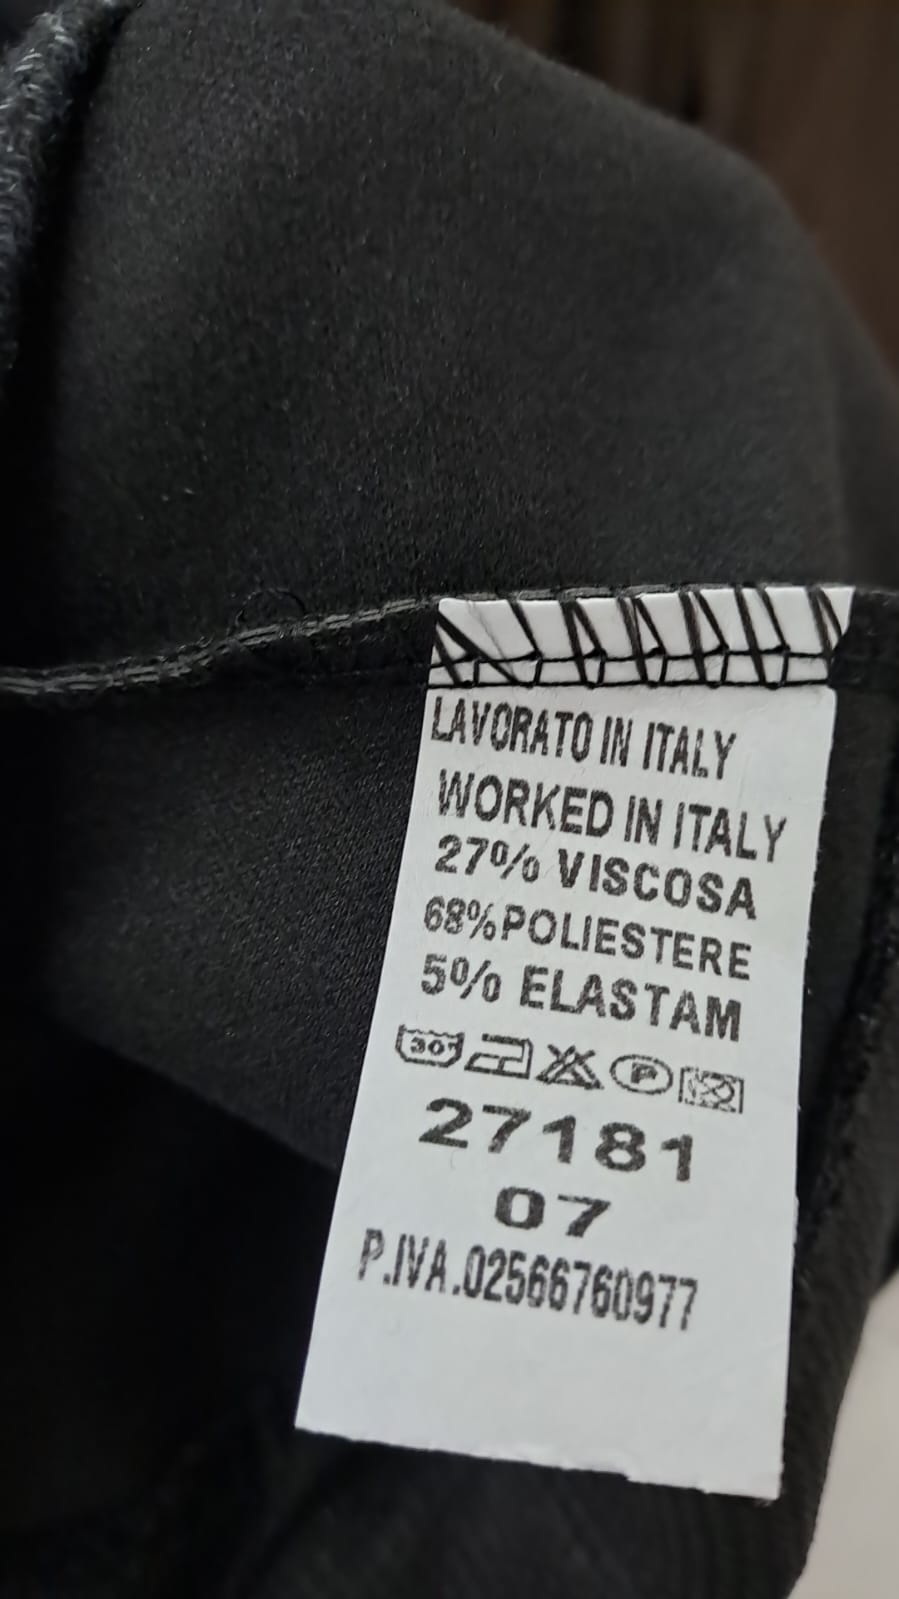 LAVORATO IN ITALY
WORKED IN ITALY
27% VISCOSA
68% POLIESTERE
5% ELASTAM
30° P
27181
07
P.IVA.02566760977